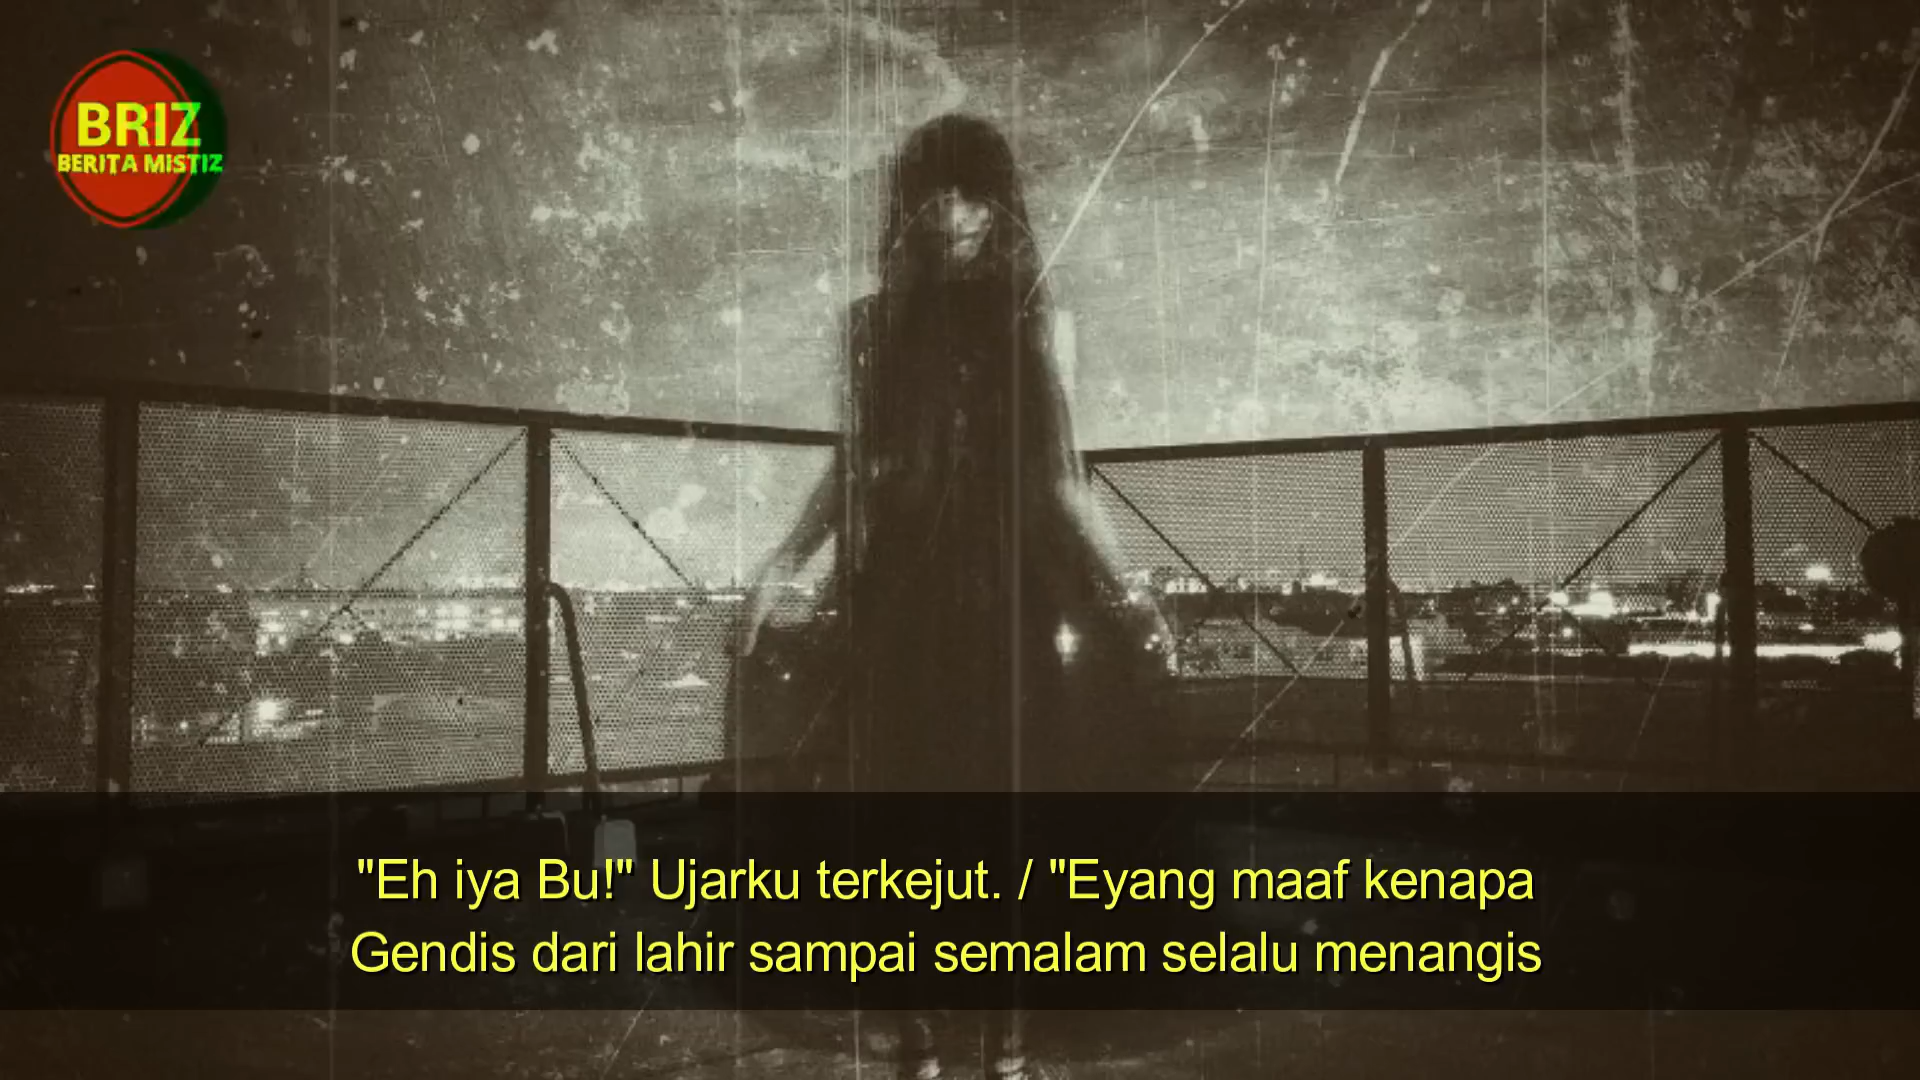 BRIZ
BERITA MISTIZ
"Eh iya Bu!" Ujarku terkejut. / "Eyang maaf kenapa
Gendis dari lahir sampai semalam selalu menangis